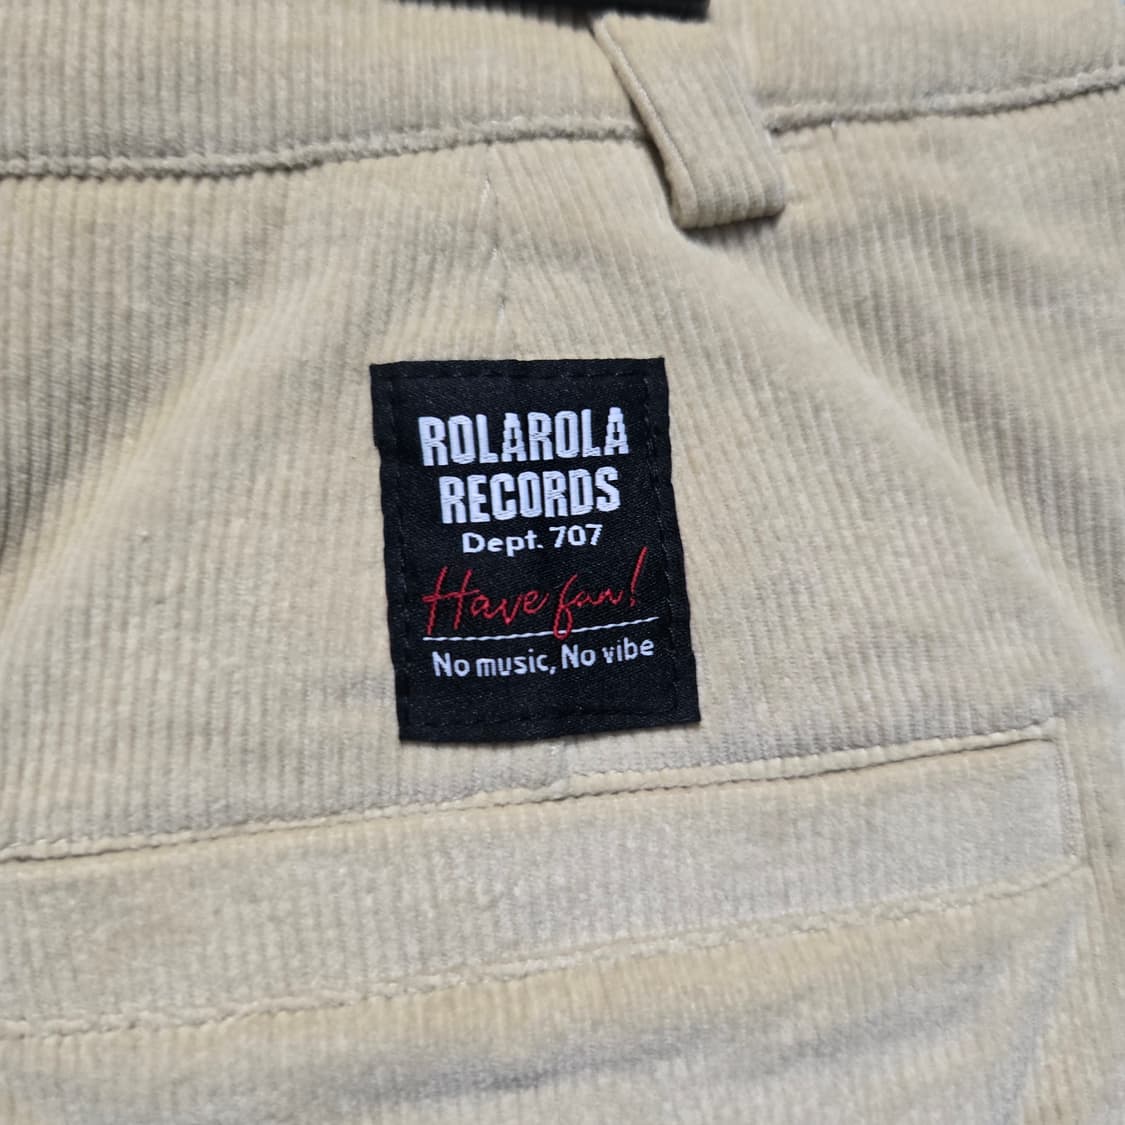 ROLAROLA
RECORDS
Dept. 707
Have fun!
No music, No vibe